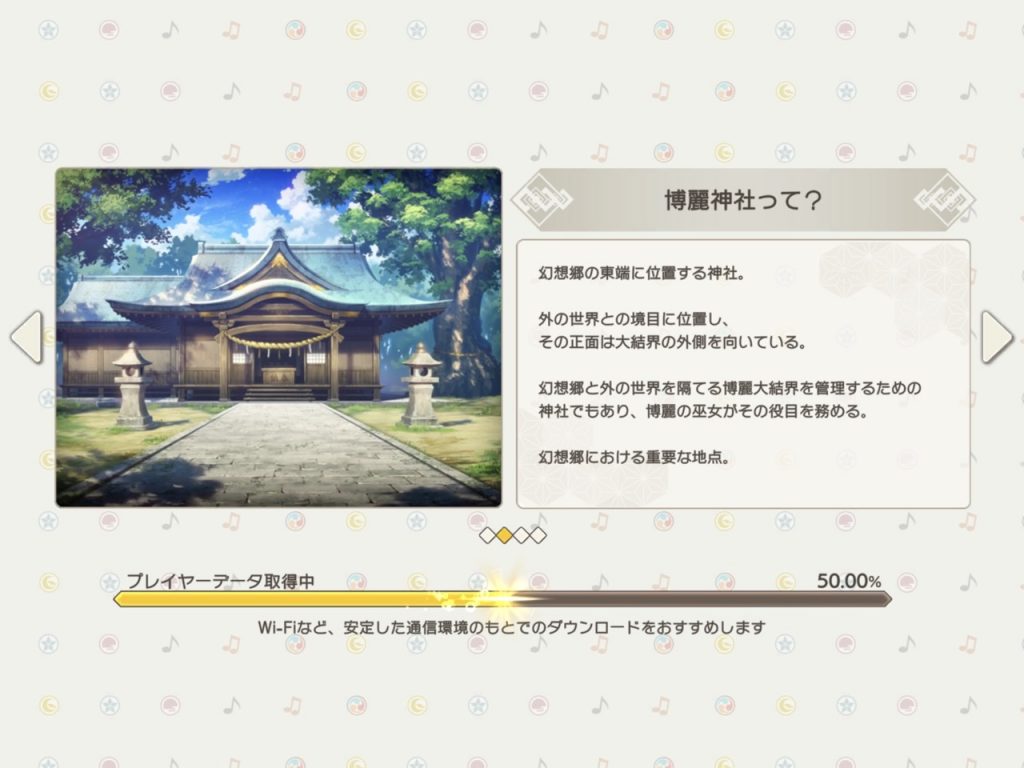 博麗神社って？
幻想郷の東端に位置する神社。
外の世界との境目に位置し、
その正面は大結界の外側を向いている。
幻想郷と外の世界を隔てる博麗大結界を管理するための
神社でもあり、博麗の巫女がその役目を務める。
幻想郷における重要な地点。
プレイヤーデータ取得中
50.00%
Wi-Fiなど、安定した通信環境のもとでのダウンロードをおすすめします